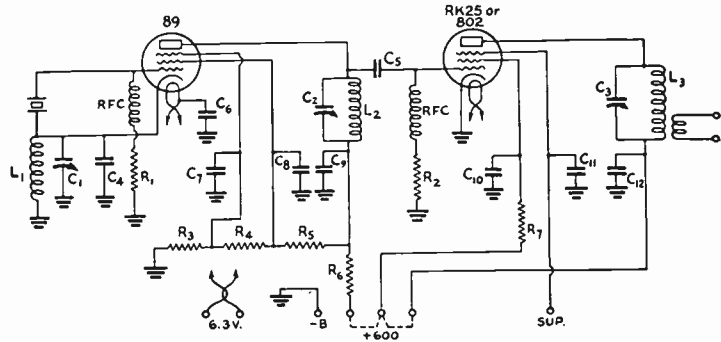 89
RK25 or
802
RFC
C6
C5
C2
L2
RFC
C3
L3
L1
C1
C4
R1
C7
C8
C9
R2
C10
C11
C12
R3
R4
R5
R6
R7
6.3V.
-B
+600
SUP.